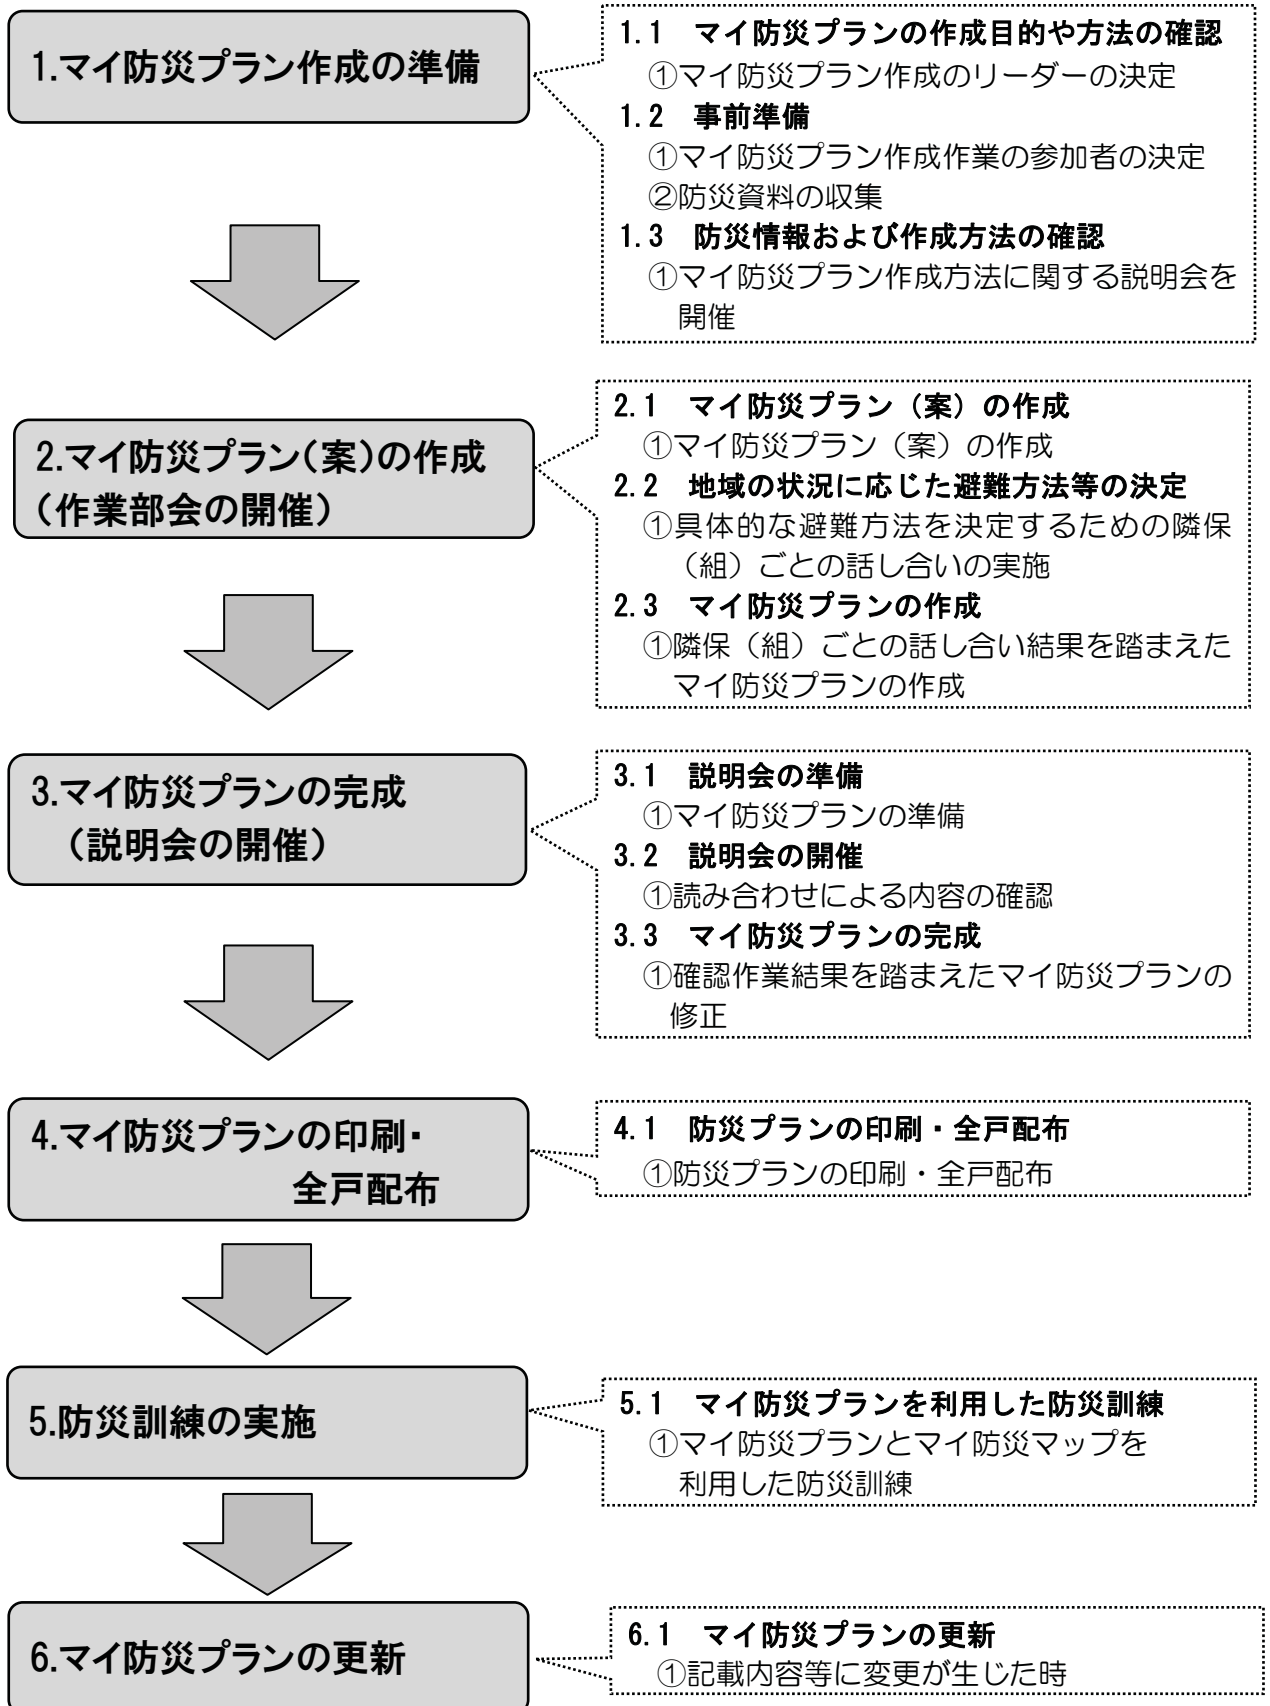 1.マイ防災プラン作成の準備
1.1 マイ防災プランの作成目的や方法の確認
①マイ防災プラン作成のリーダーの決定
1.2 事前準備
①マイ防災プラン作成作業の参加者の決定
②防災資料の収集
1.3 防災情報および作成方法の確認
①マイ防災プラン作成方法に関する説明会を
開催
2.マイ防災プラン(案)の作成
(作業部会の開催)
2.1 マイ防災プラン（案）の作成
①マイ防災プラン（案）の作成
2.2 地域の状況に応じた避難方法等の決定
①具体的な避難方法を決定するための隣保
（組）ごとの話し合いの実施
2.3 マイ防災プランの作成
①隣保（組）ごとの話し合い結果を踏まえた
マイ防災プランの作成
3.マイ防災プランの完成
(説明会の開催)
3.1 説明会の準備
①マイ防災プランの準備
3.2 説明会の開催
①読み合わせによる内容の確認
3.3 マイ防災プランの完成
①確認作業結果を踏まえたマイ防災プランの
修正
4.マイ防災プランの印刷・
全戸配布
4.1 防災プランの印刷・全戸配布
①防災プランの印刷・全戸配布
5.防災訓練の実施
5.1 マイ防災プランを利用した防災訓練
①マイ防災プランとマイ防災マップを
利用した防災訓練
6.マイ防災プランの更新
6.1 マイ防災プランの更新
①記載内容等に変更が生じた時